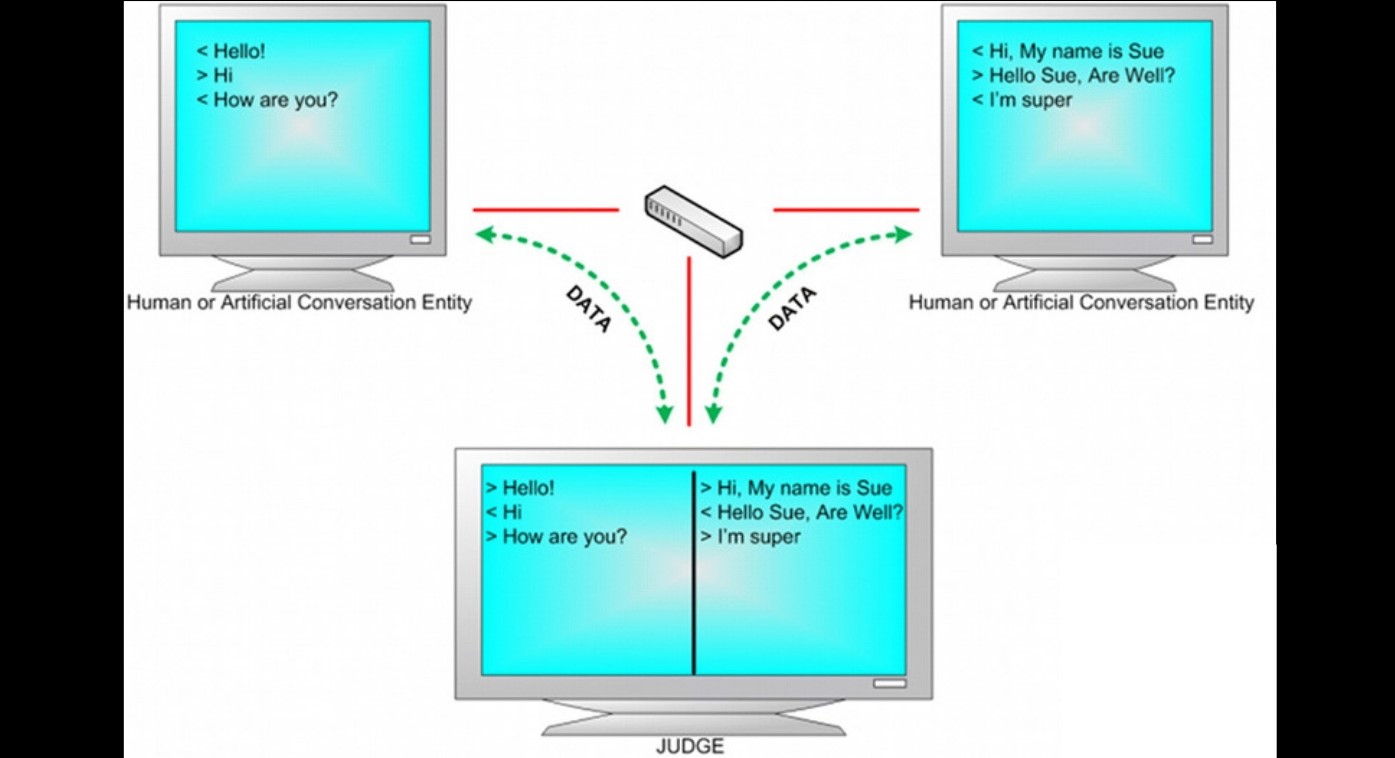 < Hello!
> Hi
< How are you?
< Hi, My name is Sue
> Hello Sue, Are Well?
< I'm super
Human or Artificial Conversation Entity
Human or Artificial Conversation Entity
DATA
DATA
> Hello!
< Hi
> How are you?
> Hi, My name is Sue
< Hello Sue, Are Well?
> I'm super
JUDGE